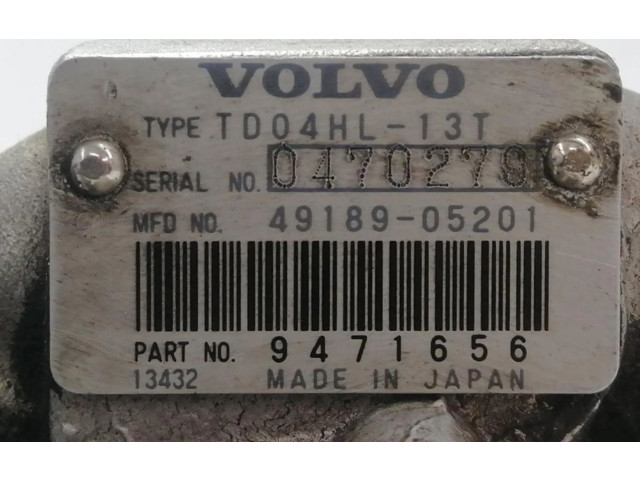 VOLVO
TYPE TD04HL-13T
SERIAL NO. 0470279
MFD NO. 49189-05201
PART NO. 9471656
13432 MADE IN JAPAN